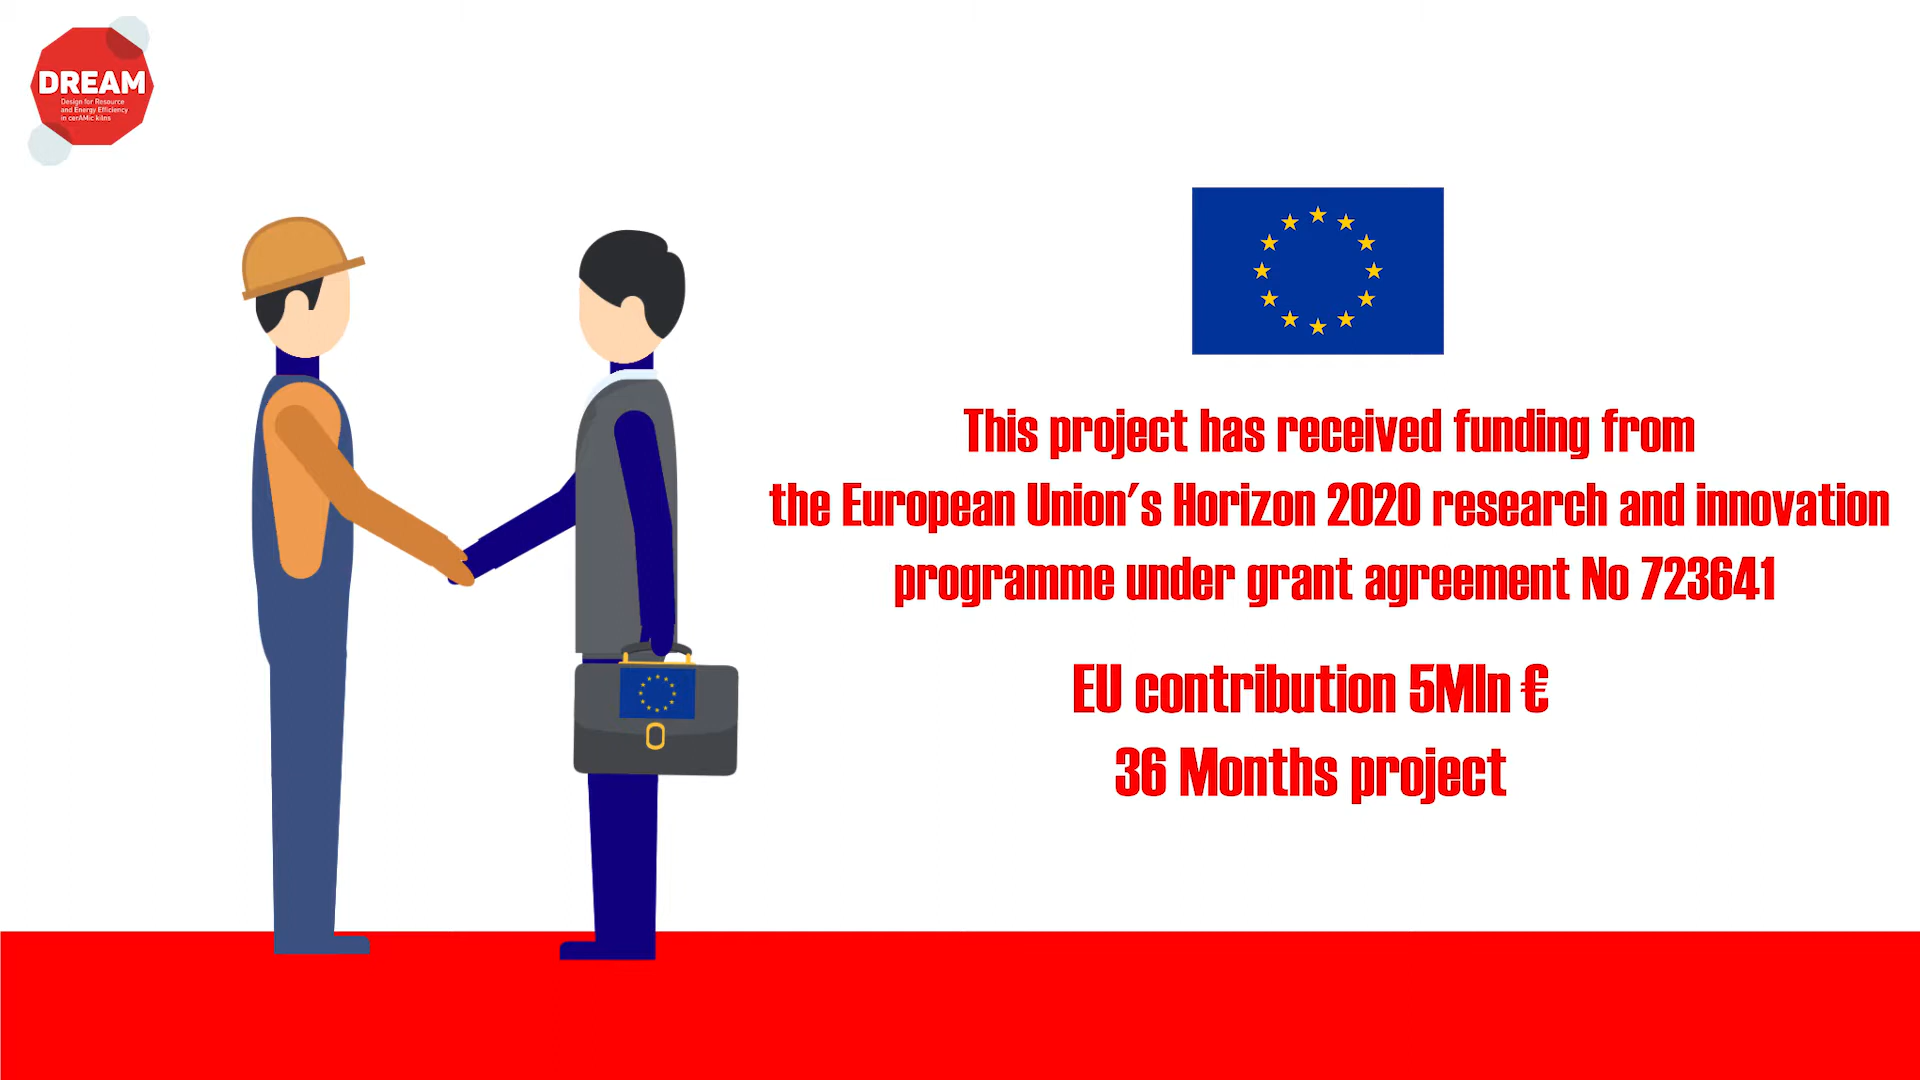 DREAM
Design for Resource
and Energy Efficiency
in cerAMic kilns
This project has received funding from
the European Union's Horizon 2020 research and innovation
programme under grant agreement No 723641
EU contribution 5Mln €
36 Months project